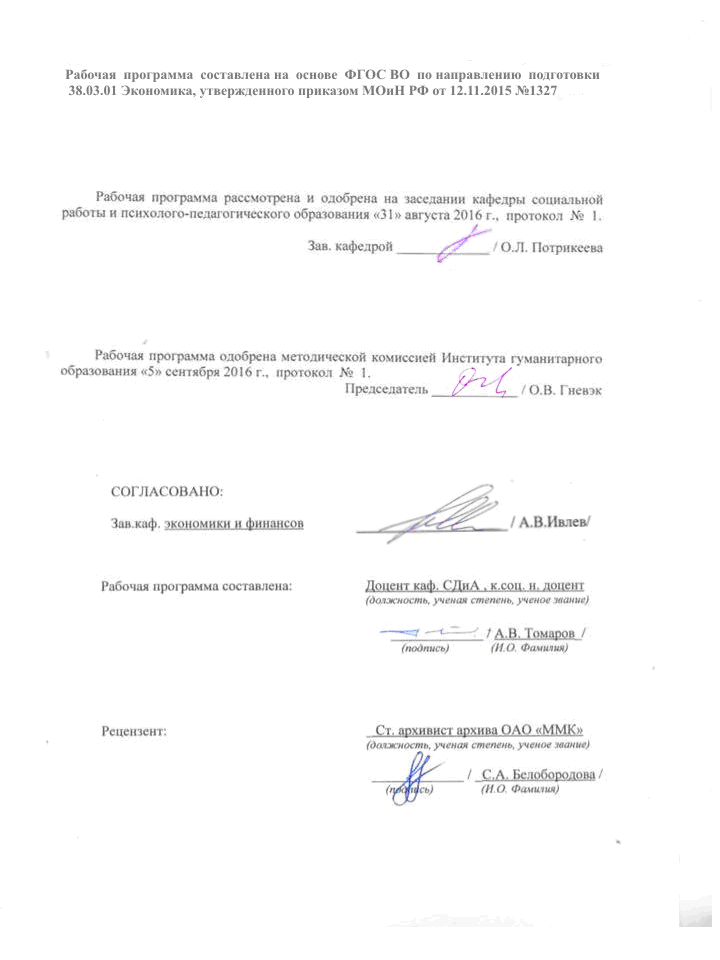 Рабочая программа составлена на основе ФГОС ВО по направлению подготовки
38.03.01 Экономика, утвержденного приказом МОиН РФ от 12.11.2015 №1327
Рабочая программа рассмотрена и одобрена на заседании кафедры социальной
работы и психолого-педагогического образования «31» августа 2016 г., протокол № 1.
Зав. кафедрой ______________ / О.Л. Потрикеева
Рабочая программа одобрена методической комиссией Института гуманитарного
образования «5» сентября 2016 г., протокол № 1.
Председатель _____________ / О.В. Гневэк
СОГЛАСОВАНО:
Зав.каф. экономики и финансов ______________________ / А.В.Ивлев/
Рабочая программа составлена: Доцент каф. СДиА , к.соц. н. доцент
(должность, ученая степень, ученое звание)
______________ / А.В. Томаров /
(подпись) (И.О. Фамилия)
Рецензент: Ст. архивист архива ОАО «ММК»
(должность, ученая степень, ученое звание)
______________ / С.А. Белобородова /
(подпись) (И.О. Фамилия)